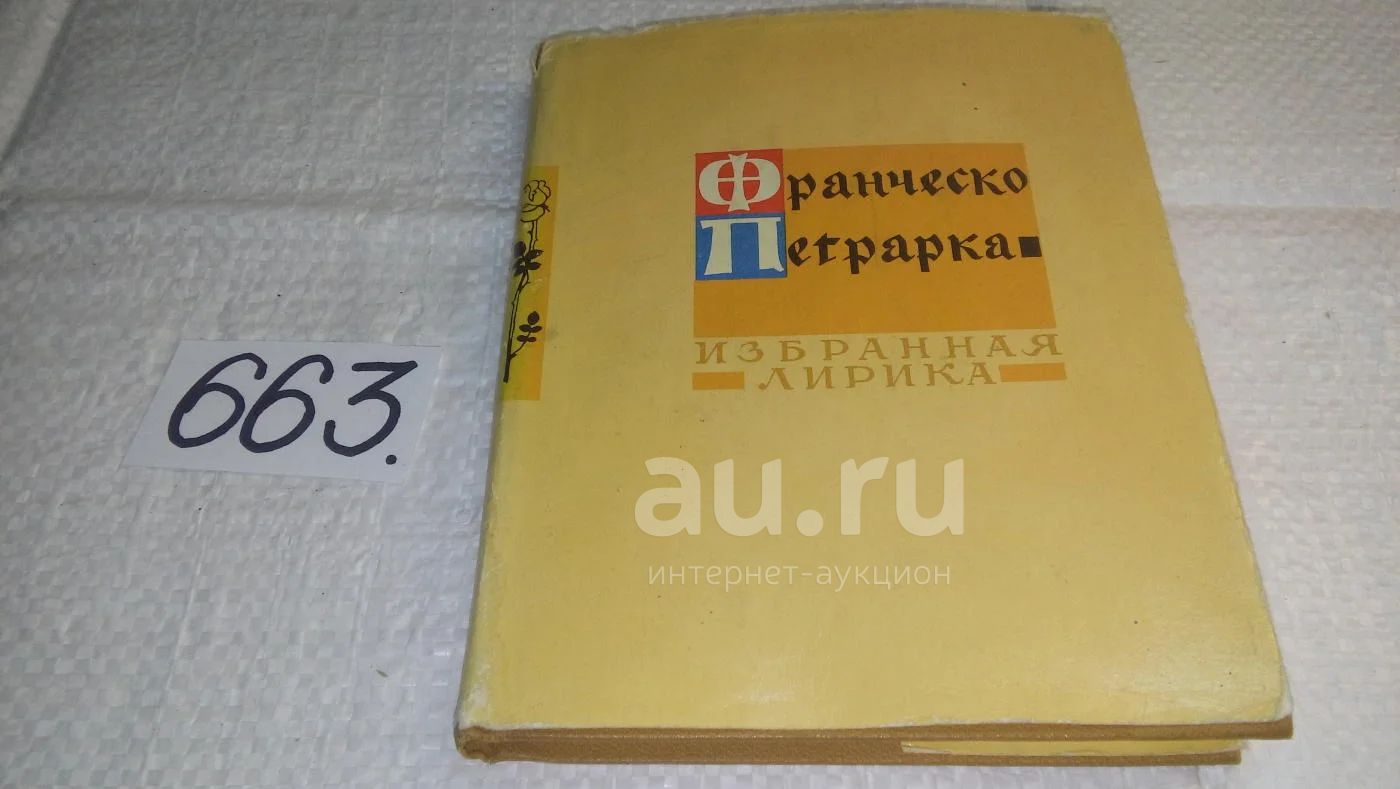 663.
Франческо
Петрарка
ИЗБРАННАЯ
ЛИРИКА
au.ru
интернет-аукцион